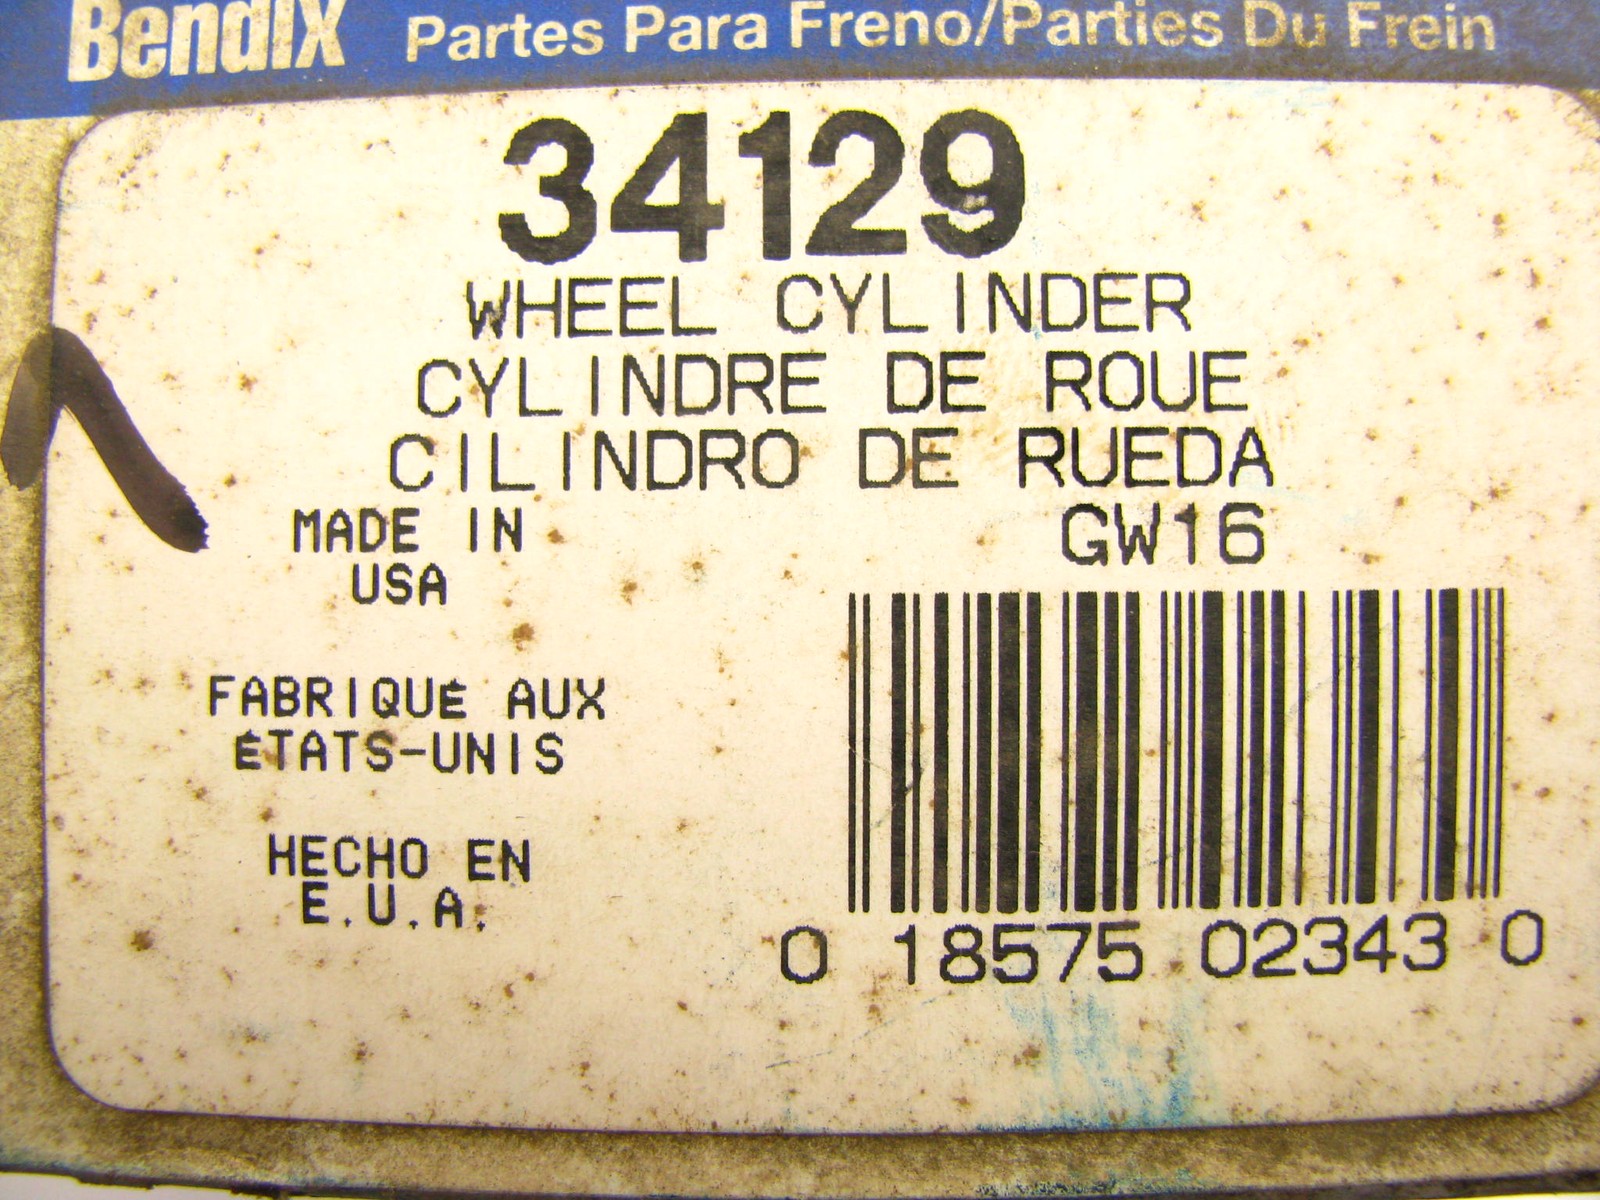 Bendix Partes Para Freno/Parties Du Frein
34129
WHEEL CYLINDER
CYLINDRE DE ROUE
CILINDRO DE RUEDA
GW16
MADE IN
USA
FABRIQUÉ AUX
ÉTATS-UNIS
HECHO EN
E.U.A.
0 18575 02343 0